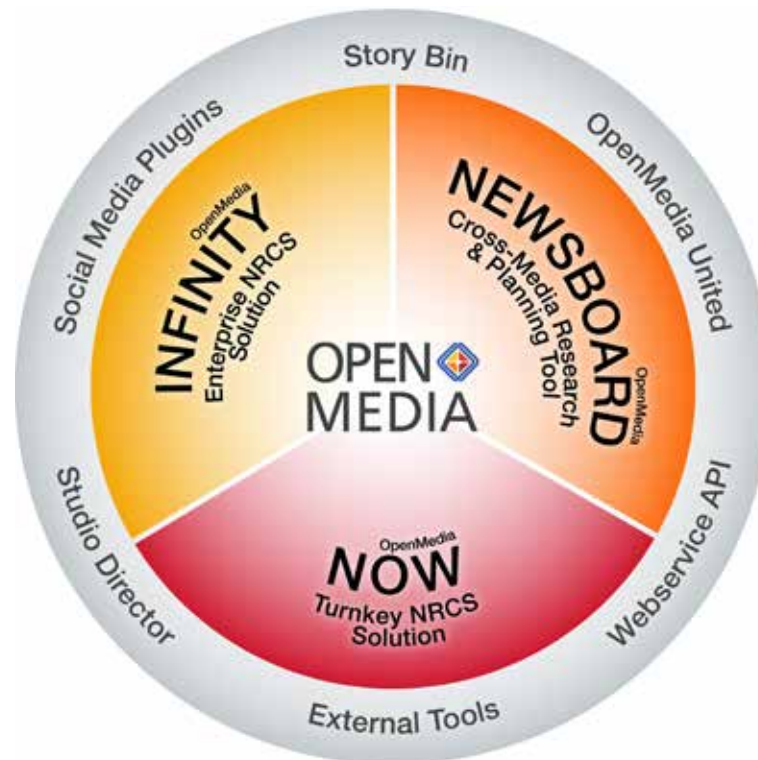 Story Bin
OpenMedia United
Webservice API
External Tools
Studio Director
Social Media Plugins
OpenMedia
INFINITY
Enterprise NRCS
Solution
OpenMedia
NEWSBOARD
Cross-Media Research
& Planning Tool
OPEN
MEDIA
OpenMedia
NOW
Turnkey NRCS
Solution